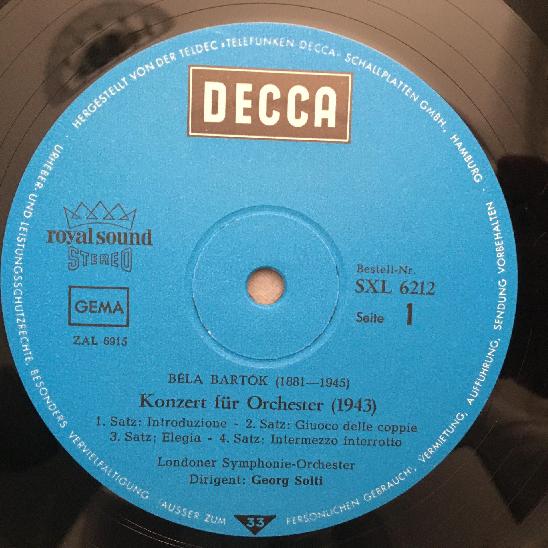 HERGESTELLT VON DER TELDEC »TELEFUNKEN-DECCA« SCHALLPLATTEN GMBH., HAMBURG ·
URHEBER- UND LEISTUNGSSCHUTZRECHTE, BESONDERS VERVIELFÄLTIGUNG (AUSSER ZUM PERSÖNLICHEN GEBRAUCH), VERMIETUNG, AUFFÜHRUNG, SENDUNG VORBEHALTEN ·
DECCA
royal sound
STEREO
GEMA
ZAL 6915
Bestell-Nr.
SXL 6212
Seite 1
BÉLA BARTÓK (1881—1945)
Konzert für Orchester (1943)
1. Satz: Introduzione - 2. Satz: Giuoco delle coppie
3. Satz: Elegia - 4. Satz: Intermezzo interrotto
Londoner Symphonie-Orchester
Dirigent: Georg Solti
33